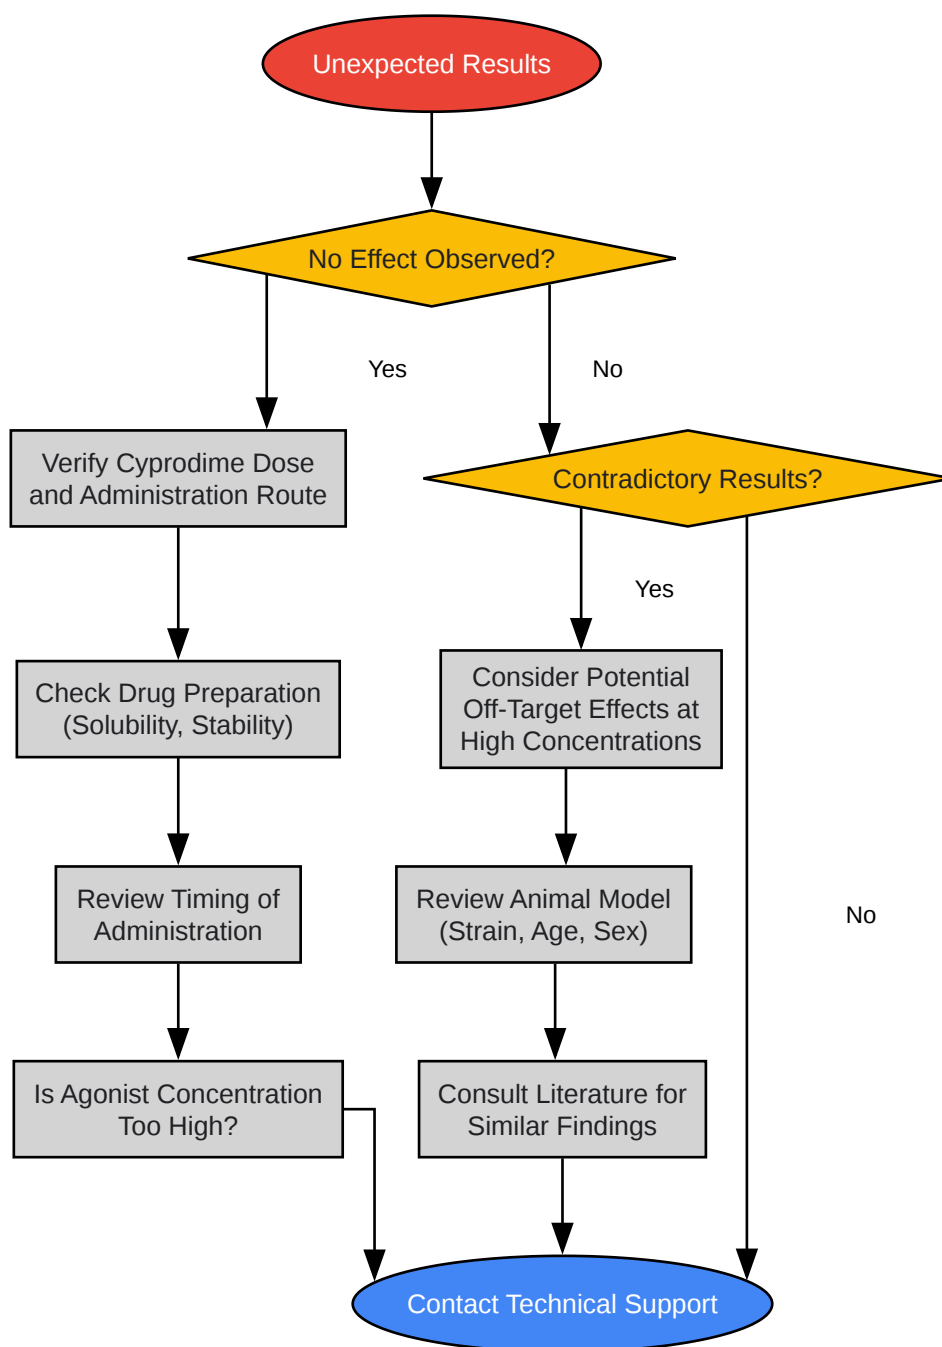 Unexpected Results
No Effect Observed?
Yes
No
Verify Cyprodime Dose
and Administration Route
Contradictory Results?
Yes
Check Drug Preparation
(Solubility, Stability)
Consider Potential
Off-Target Effects at
High Concentrations
Review Timing of
Administration
Review Animal Model
(Strain, Age, Sex)
No
Is Agonist Concentration
Too High?
Consult Literature for
Similar Findings
Contact Technical Support